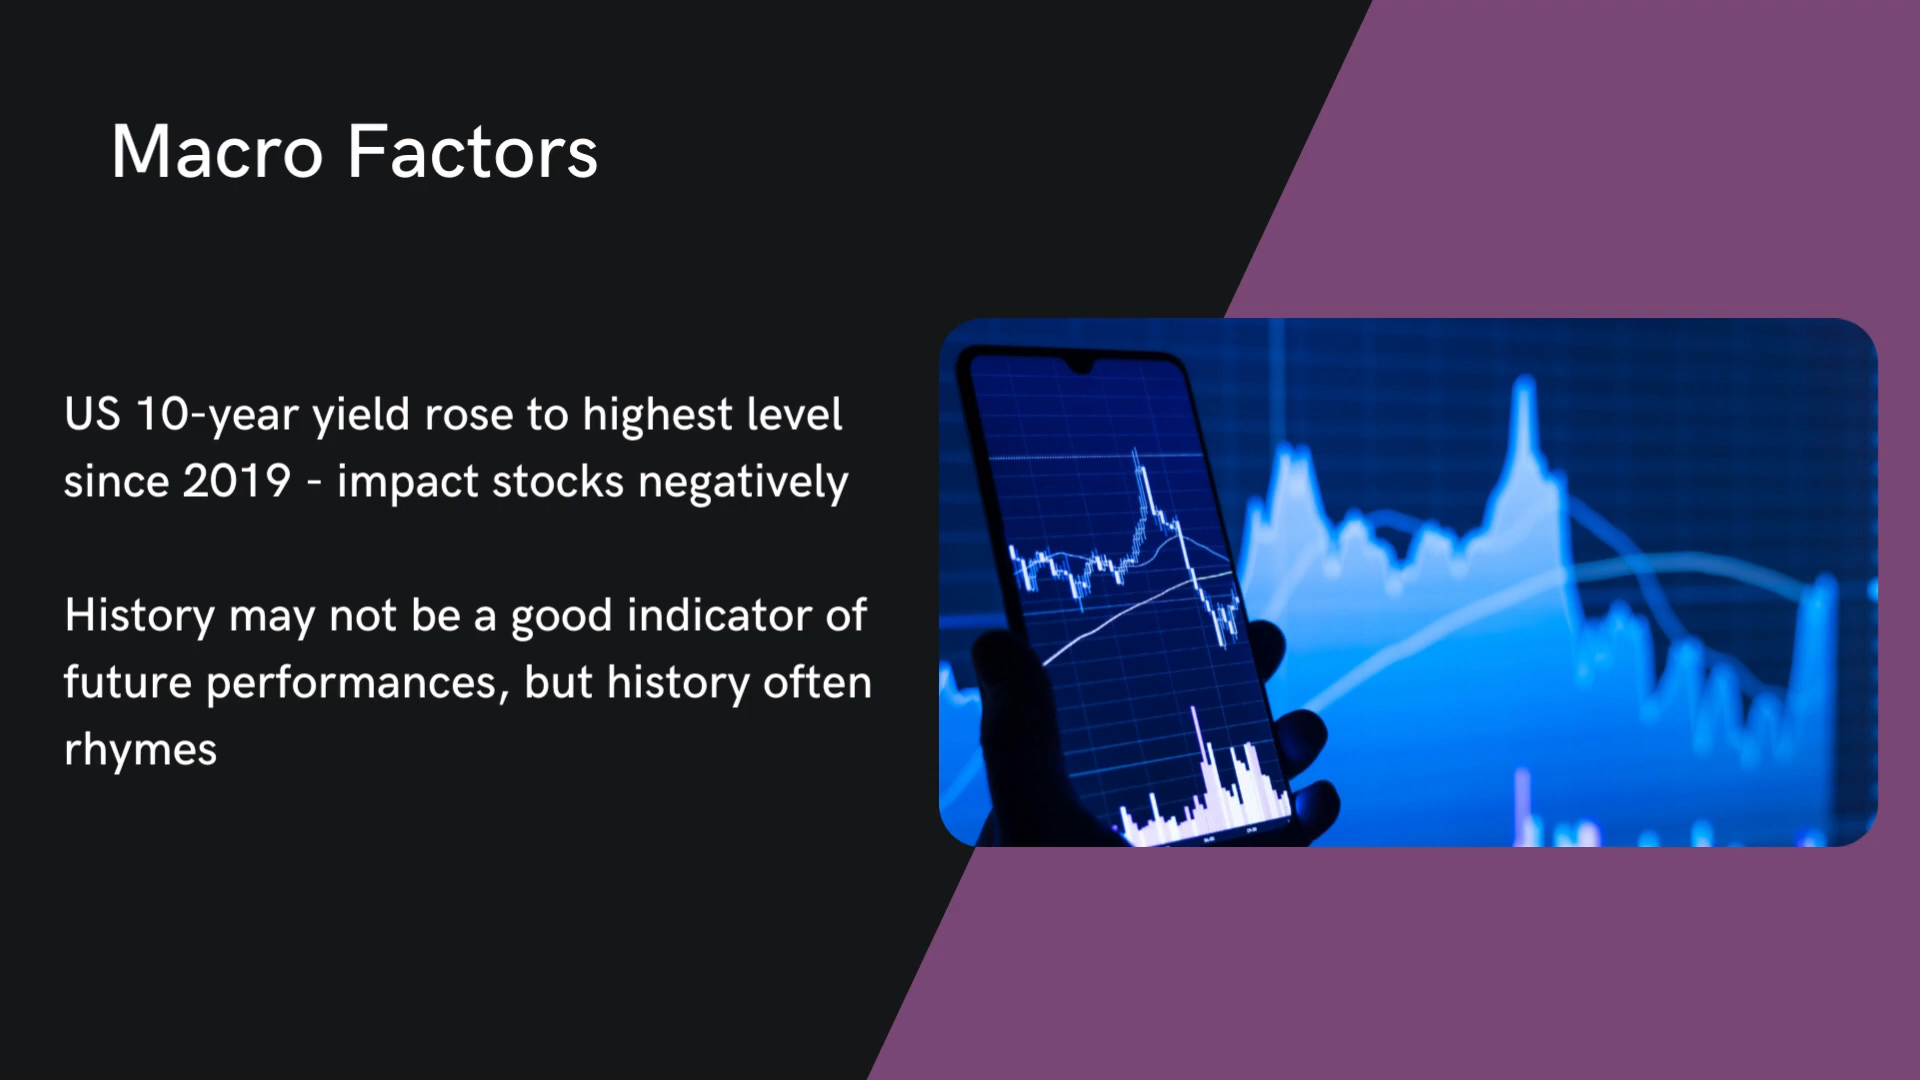 Macro Factors
US 10-year yield rose to highest level
since 2019 - impact stocks negatively
History may not be a good indicator of
future performances, but history often
rhymes